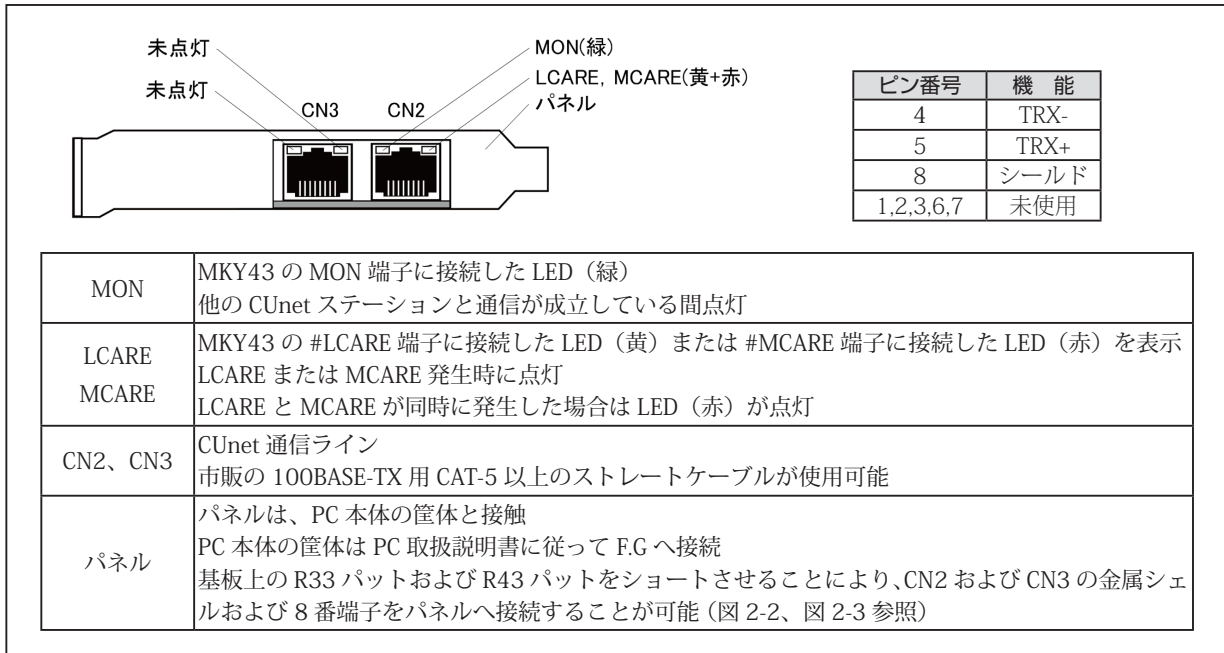 未点灯
未点灯
CN3
CN2
MON(緑)
LCARE, MCARE(黄+赤)
パネル
ピン番号 機 能
4 TRX-
5 TRX+
8 シールド
1,2,3,6,7 未使用
MON
MKY43 の MON 端子に接続した LED（緑）
他の CUnet ステーションと通信が成立している間点灯
LCARE
MCARE
MKY43 の #LCARE 端子に接続した LED（黄）または #MCARE 端子に接続した LED（赤）を表示
LCARE または MCARE 発生時に点灯
LCARE と MCARE が同時に発生した場合は LED（赤）が点灯
CN2、CN3
CUnet 通信ライン
市販の 100BASE-TX 用 CAT-5 以上のストレートケーブルが使用可能
パネル
パネルは、PC 本体の筐体と接触
PC 本体の筐体は PC 取扱説明書に従って F.G へ接続
基板上の R33 パットおよび R43 パットをショートさせることにより、CN2 および CN3 の金属シェ
ルおよび 8 番端子をパネルへ接続することが可能（図 2-2、図 2-3 参照）